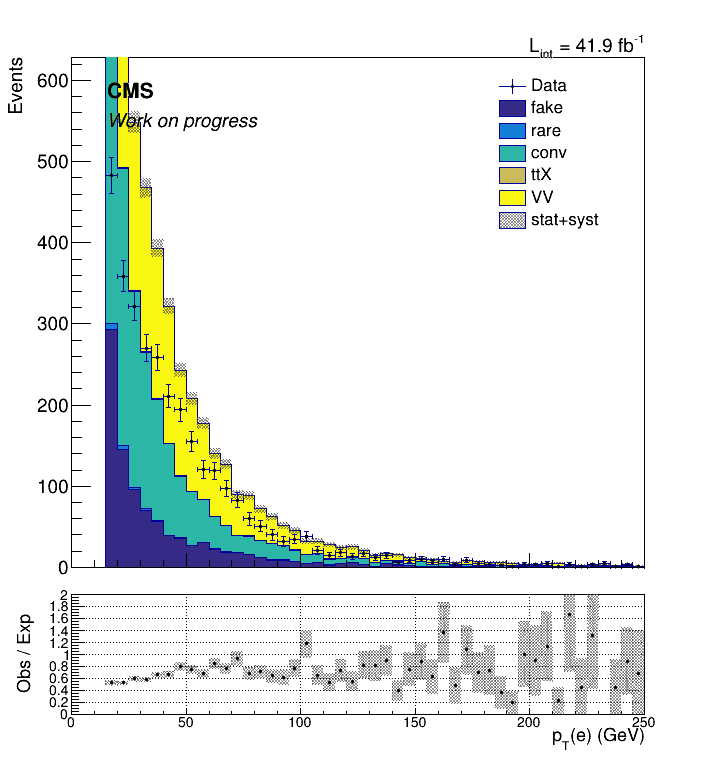 L_int = 41.9 fb^-1
Events
600
500
400
300
200
100
0
CMS
Work on progress
Data
fake
rare
conv
ttX
VV
stat+syst
Obs / Exp
2
1.8
1.6
1.4
1.2
1
0.8
0.6
0.4
0.2
0
0 50 100 150 200 250
p_T(e) (GeV)